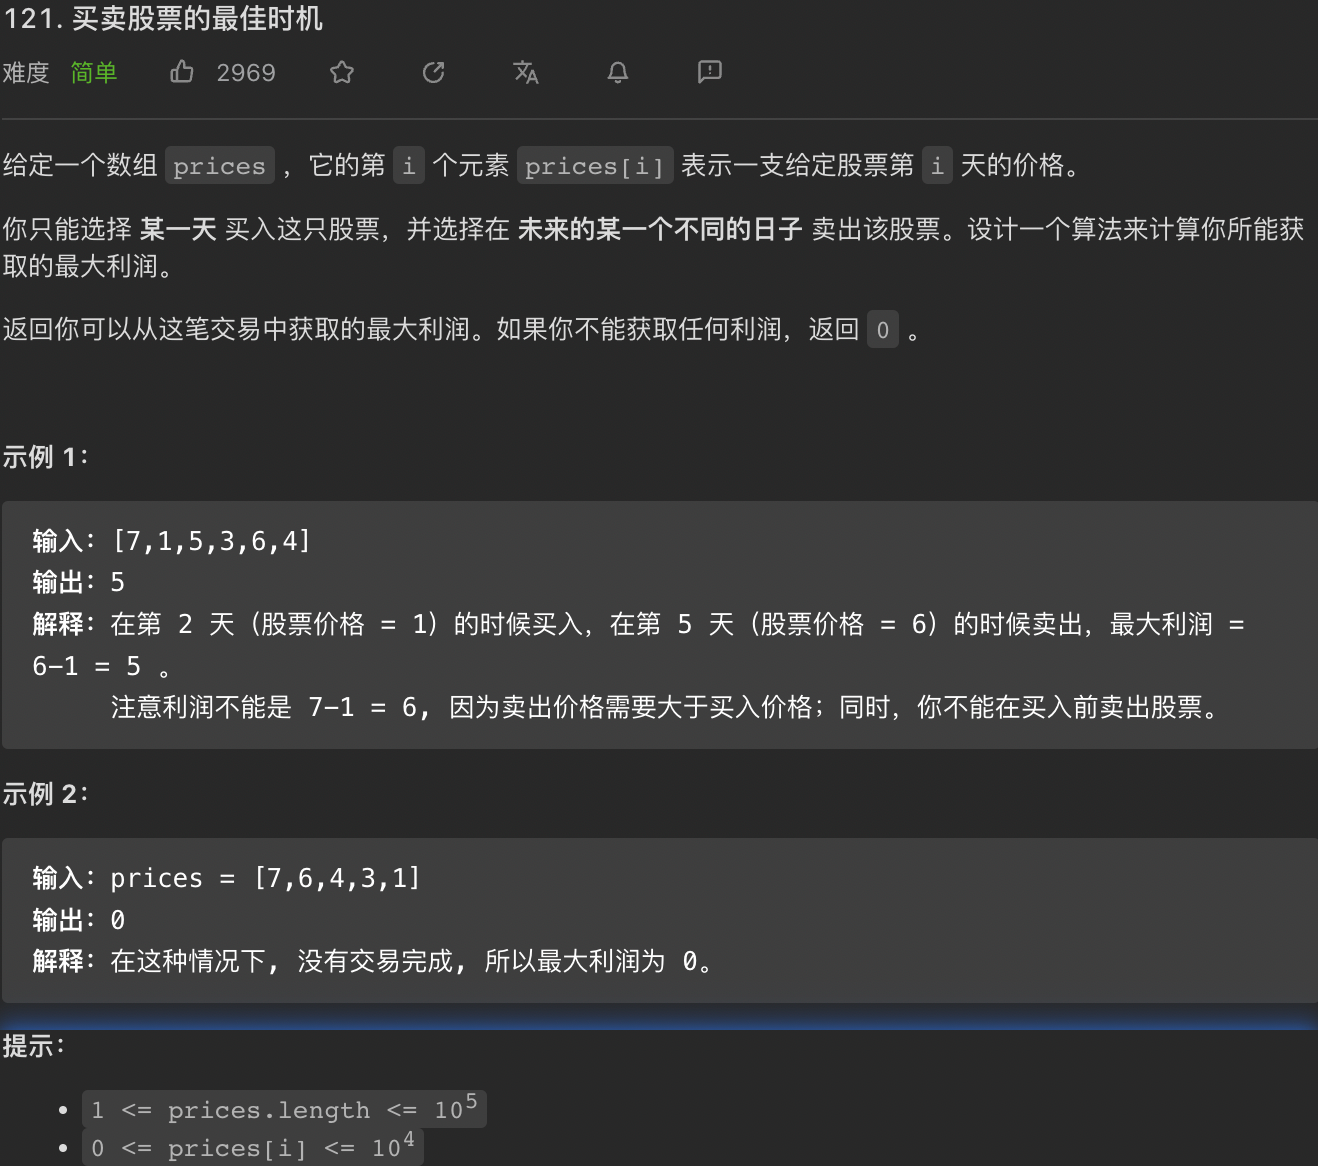 121. 买卖股票的最佳时机
难度 简单 2969
给定一个数组 prices ，它的第 i 个元素 prices[i] 表示一支给定股票第 i 天的价格。
你只能选择 某一天 买入这只股票，并选择在 未来的某一个不同的日子 卖出该股票。设计一个算法来计算你所能获
取的最大利润。
返回你可以从这笔交易中获取的最大利润。如果你不能获取任何利润，返回 0 。
示例 1：
输入：[7,1,5,3,6,4]
输出：5
解释：在第 2 天（股票价格 = 1）的时候买入，在第 5 天（股票价格 = 6）的时候卖出，最大利润 =
6-1 = 5 。
注意利润不能是 7-1 = 6, 因为卖出价格需要大于买入价格；同时，你不能在买入前卖出股票。
示例 2：
输入：prices = [7,6,4,3,1]
输出：0
解释：在这种情况下, 没有交易完成, 所以最大利润为 0。
提示：
• 1 <= prices.length <= 10⁵
• 0 <= prices[i] <= 10⁴